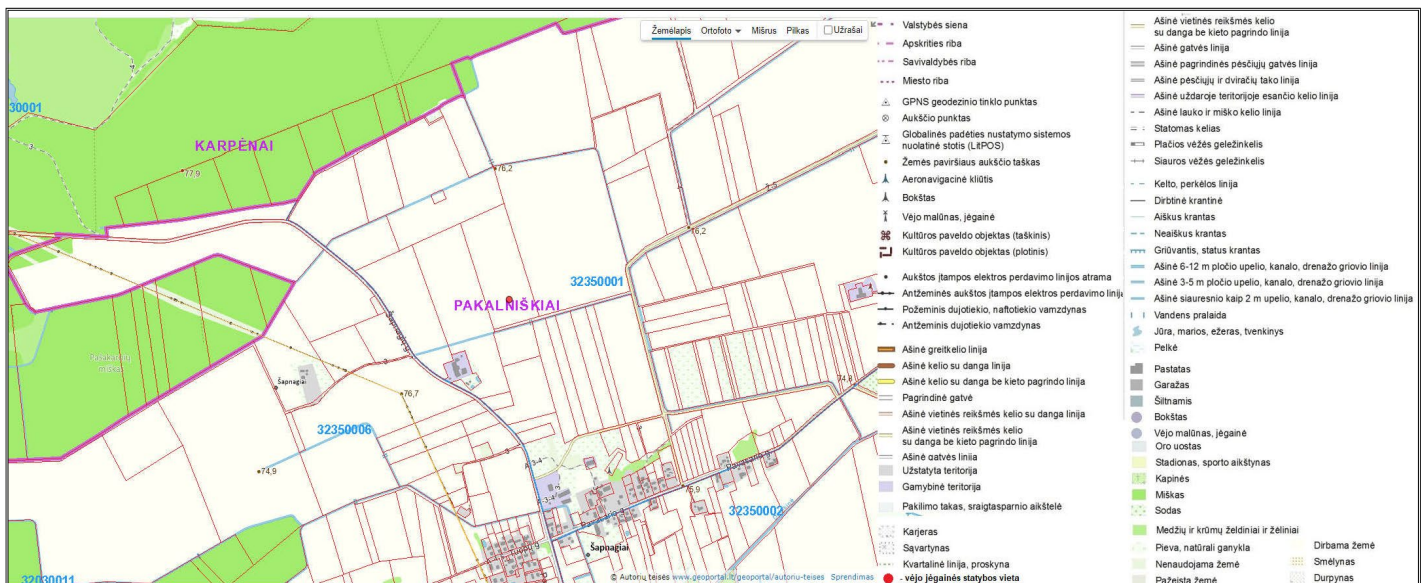 Žemėlapis Ortofoto Mišrus Pilkas Užrašai
30001
KARPĖNAI
77,9
76,2
2,5
76,2
32350001
PAKALNIŠKIAI
Šapnagių g.
Pašakarnių
miškas
Šapnagiai
3
76,7
74,8
32350006
74,9
A-3-4
A-3-4
75,9
32350002
Šapnagiai
32030011
© Autorių teisės www.geoportal.lt/geoportal/autoriu-teises Sprendimas
Valstybės siena
Apskrities riba
Savivaldybės riba
Miesto riba
GPNS geodezinio tinklo punktas
Aukščio punktas
Globalinės padėties nustatymo sistemos
nuolatinė stotis (LitPOS)
Žemės paviršiaus aukščio taškas
Aeronavigacinė kliūtis
Bokštas
Vėjo malūnas, jėgainė
Kultūros paveldo objektas (taškinis)
Kultūros paveldo objektas (plotinis)
Aukštos įtampos elektros perdavimo linijos atrama
Antžeminės aukštos įtampos elektros perdavimo linija
Požeminis dujotiekio, naftotiekio vamzdynas
Antžeminis dujotiekio vamzdynas
Ašinė greitkelio linija
Ašinė kelio su danga linija
Ašinė kelio su danga be kieto pagrindo linija
Pagrindinė gatvė
Ašinė vietinės reikšmės kelio su danga linija
Ašinė vietinės reikšmės kelio
su danga be kieto pagrindo linija
Ašinė gatvės linija
Užstatyta teritorija
Gamybinė teritorija
Pakilimo takas, sraigtasparnio aikštelė
Karjeras
Sąvartynas
Kvartalinė linija, proskyna
- vėjo jėgainės statybos vieta
Ašinė vietinės reikšmės kelio
su danga be kieto pagrindo linija
Ašinė gatvės linija
Ašinė pagrindinės pėsčiųjų gatvės linija
Ašinė pėsčiųjų ir dviračių tako linija
Ašinė uždaroje teritorijoje esančio kelio linija
Ašinė lauko ir miško kelio linija
Statomas kelias
Plačios vėžės geležinkelis
Siauros vėžės geležinkelis
Kelto, perkėlos linija
Dirbtinė krantinė
Aiškus krantas
Neaiškus krantas
Griūvantis, status krantas
Ašinė 6-12 m pločio upelio, kanalo, drenažo griovio linija
Ašinė 3-5 m pločio upelio, kanalo, drenažo griovio linija
Ašinė siauresnio kaip 2 m upelio, kanalo, drenažo griovio linija
Vandens pralaida
Jūra, marios, ežeras, tvenkinys
Pelkė
Pastatas
Garažas
Šiltnamis
Bokštas
Vėjo malūnas, jėgainė
Oro uostas
Stadionas, sporto aikštynas
Kapinės
Miškas
Sodas
Medžių ir krūmų želdiniai ir žėliniai
Pieva, natūrali ganykla Dirbama žemė
Nenaudojama žemė Smėlynas
Pažeista žemė Durpynas